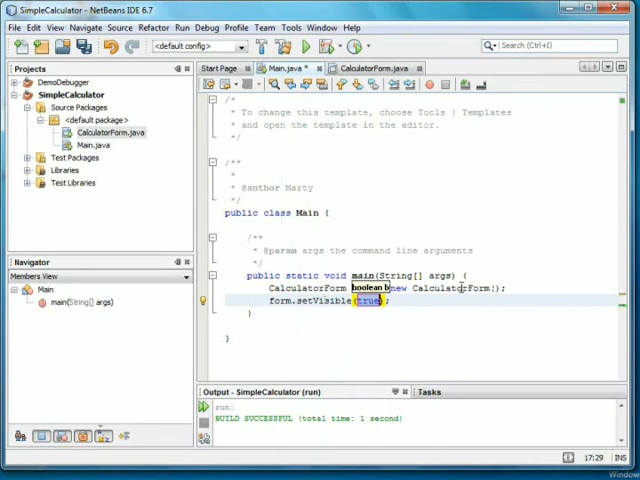 SimpleCalculator - NetBeans IDE 6.7
File Edit View Navigate Source Refactor Run Debug Profile Team Tools Window Help
<default config>
Search (Ctrl+I)
Projects
DemoDebugger
SimpleCalculator
Source Packages
<default package>
CalculatorForm.java
Main.java
Test Packages
Libraries
Test Libraries
Navigator
Members View
Main
main(String[] args)
Start Page
Main.java *
CalculatorForm.java
/*
* To change this template, choose Tools | Templates
* and open the template in the editor.
*/
/**
*
* @author Marty
*/
public class Main {
/**
* @param args the command line arguments
*/
public static void main(String[] args) {
CalculatorForm boolean b new CalculatorForm();
form.setVisible(true);
}
}
Output - SimpleCalculator (run)
Tasks
run:
BUILD SUCCESSFUL (total time: 1 second)
17:29 INS
Window